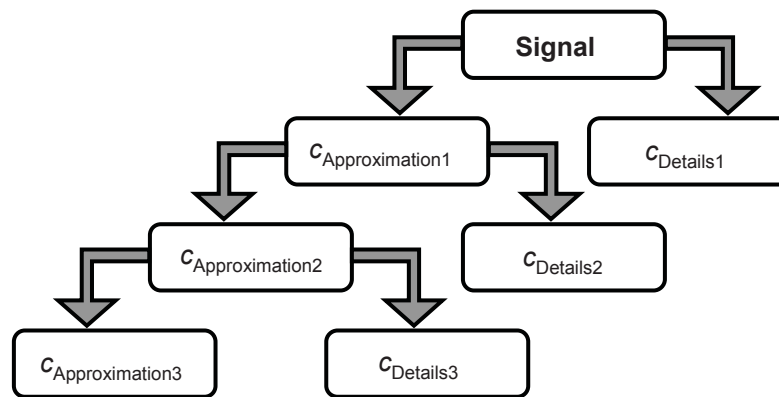 Signal
cApproximation1
cDetails1
cApproximation2
cDetails2
cApproximation3
cDetails3